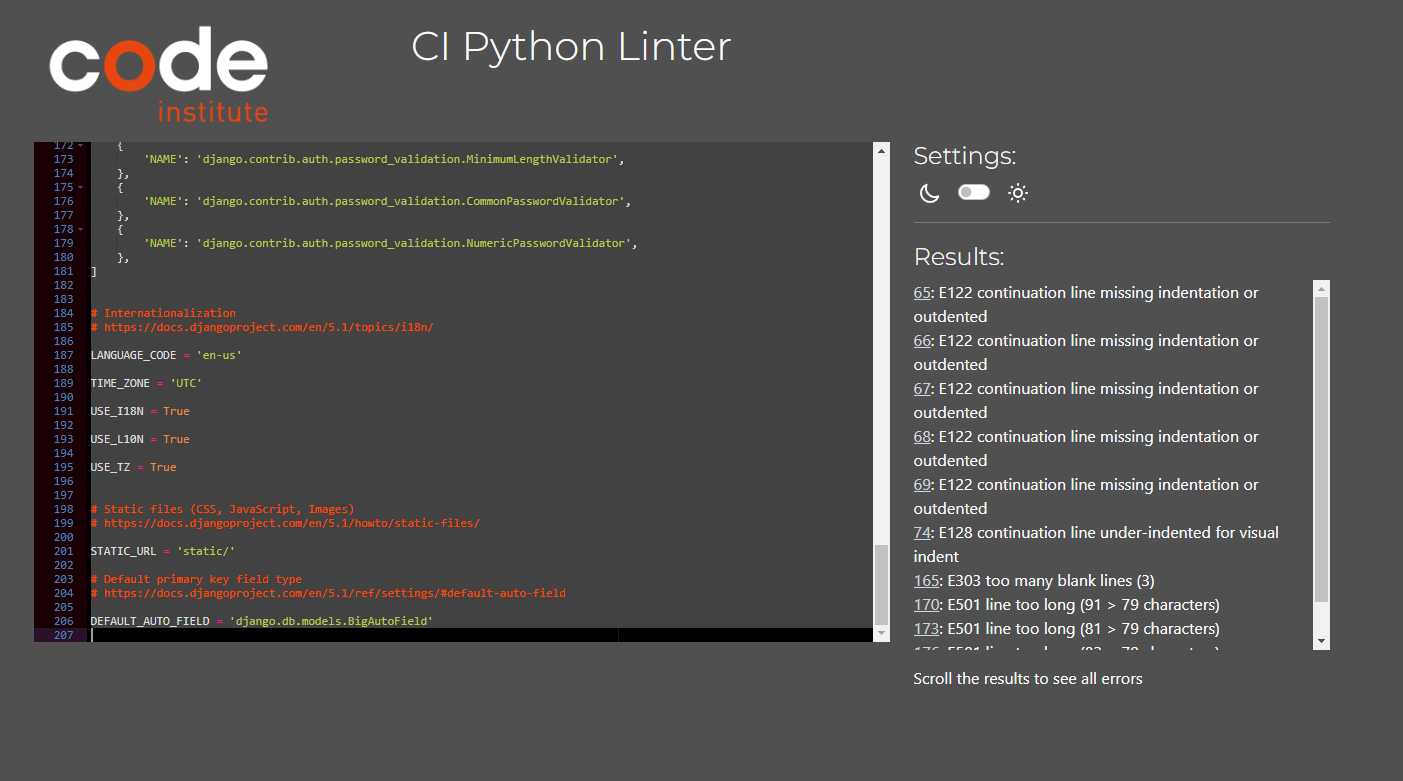 code
institute
CI Python Linter
172 {
173 'NAME': 'django.contrib.auth.password_validation.MinimumLengthValidator',
174 },
175 {
176 'NAME': 'django.contrib.auth.password_validation.CommonPasswordValidator',
177 },
178 {
179 'NAME': 'django.contrib.auth.password_validation.NumericPasswordValidator',
180 },
181 ]
182
183
184 # Internationalization
185 # https://docs.djangoproject.com/en/5.1/topics/i18n/
186
187 LANGUAGE_CODE = 'en-us'
188
189 TIME_ZONE = 'UTC'
190
191 USE_I18N = True
192
193 USE_L10N = True
194
195 USE_TZ = True
196
197
198 # Static files (CSS, JavaScript, Images)
199 # https://docs.djangoproject.com/en/5.1/howto/static-files/
200
201 STATIC_URL = 'static/'
202
203 # Default primary key field type
204 # https://docs.djangoproject.com/en/5.1/ref/settings/#default-auto-field
205
206 DEFAULT_AUTO_FIELD = 'django.db.models.BigAutoField'
207
Settings:
Results:
65: E122 continuation line missing indentation or
outdented
66: E122 continuation line missing indentation or
outdented
67: E122 continuation line missing indentation or
outdented
68: E122 continuation line missing indentation or
outdented
69: E122 continuation line missing indentation or
outdented
74: E128 continuation line under-indented for visual
indent
165: E303 too many blank lines (3)
170: E501 line too long (91 > 79 characters)
173: E501 line too long (81 > 79 characters)
Scroll the results to see all errors